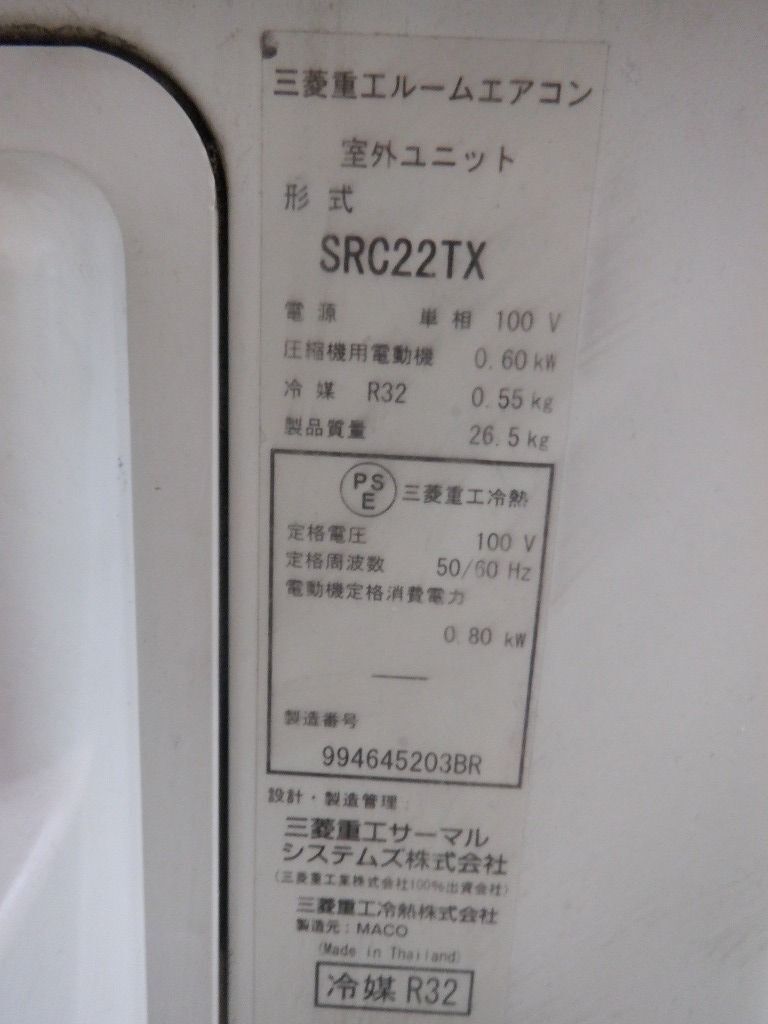 三菱重工ルームエアコン
室外ユニット
形式
SRC22TX
電源 単相 100 V
圧縮機用電動機 0.60 kW
冷媒 R32 0.55 kg
製品質量 26.5 kg
PS
E 三菱重工冷熱
定格電圧 100 V
定格周波数 50/60 Hz
電動機定格消費電力
0.80 kW
製造番号
994645203BR
設計・製造管理:
三菱重工サーマル
システムズ株式会社
(三菱重工業株式会社100%出資会社)
三菱重工冷熱株式会社
製造元:MACO
(Made in Thailand)
冷媒 R32